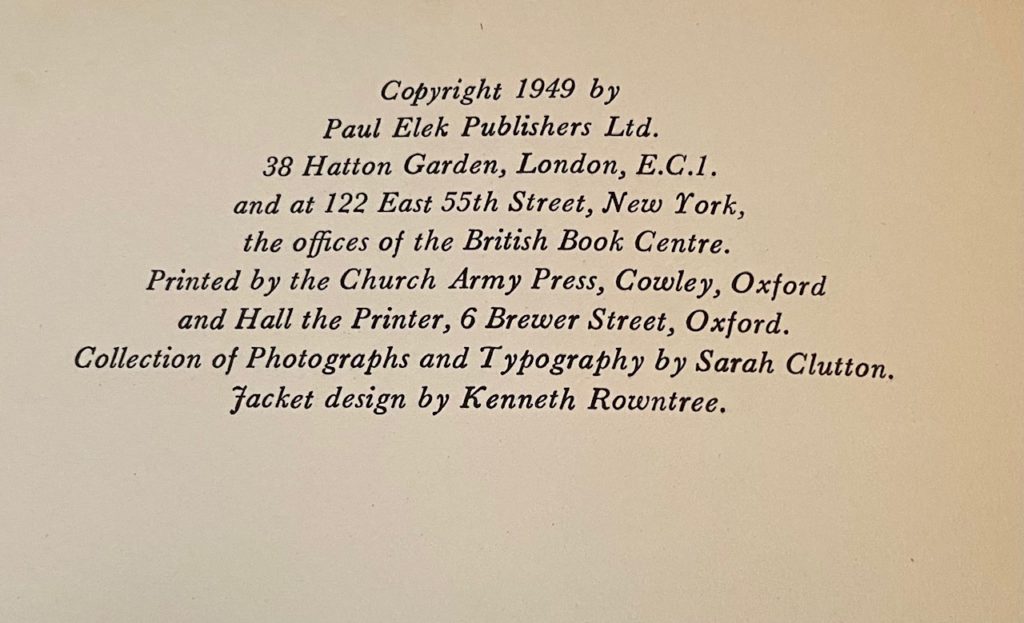 Copyright 1949 by
Paul Elek Publishers Ltd.
38 Hatton Garden, London, E.C.1.
and at 122 East 55th Street, New York,
the offices of the British Book Centre.
Printed by the Church Army Press, Cowley, Oxford
and Hall the Printer, 6 Brewer Street, Oxford.
Collection of Photographs and Typography by Sarah Clutton.
Jacket design by Kenneth Rowntree.